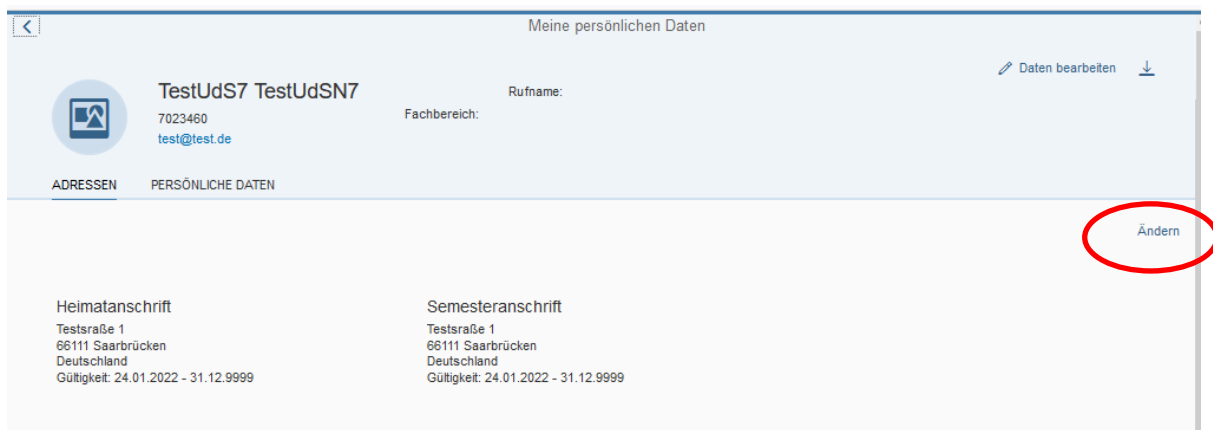 Meine persönlichen Daten
Daten bearbeiten
TestUdS7 TestUdSN7
7023460
test@test.de
Rufname:
Fachbereich:
ADRESSEN PERSÖNLICHE DATEN
Ändern
Heimatanschrift
Testsraße 1
66111 Saarbrücken
Deutschland
Gültigkeit: 24.01.2022 - 31.12.9999
Semesteranschrift
Testsraße 1
66111 Saarbrücken
Deutschland
Gültigkeit: 24.01.2022 - 31.12.9999